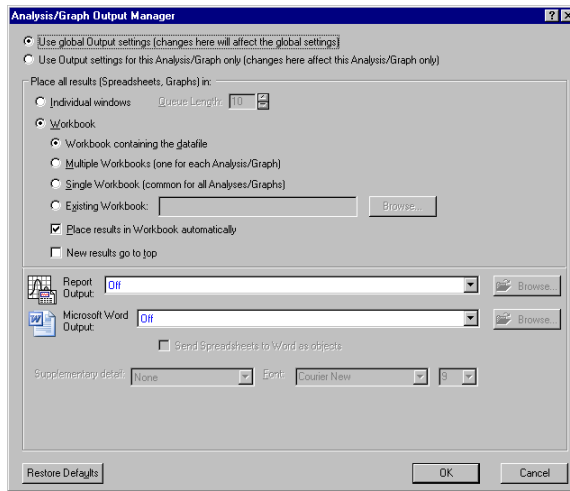 Analysis/Graph Output Manager
Use global Output settings (changes here will affect the global settings)
Use Output settings for this Analysis/Graph only (changes here affect this Analysis/Graph only)
Place all results (Spreadsheets, Graphs) in:
Individual windows Queue Length: 10
Workbook
Workbook containing the datafile
Multiple Workbooks (one for each Analysis/Graph)
Single Workbook (common for all Analyses/Graphs)
Existing Workbook: Browse...
Place results in Workbook automatically
New results go to top
Report Output: Off Browse...
Microsoft Word Output: Off Browse...
Send Spreadsheets to Word as objects
Supplementary detail: None Font: Courier New 9
Restore Defaults OK Cancel